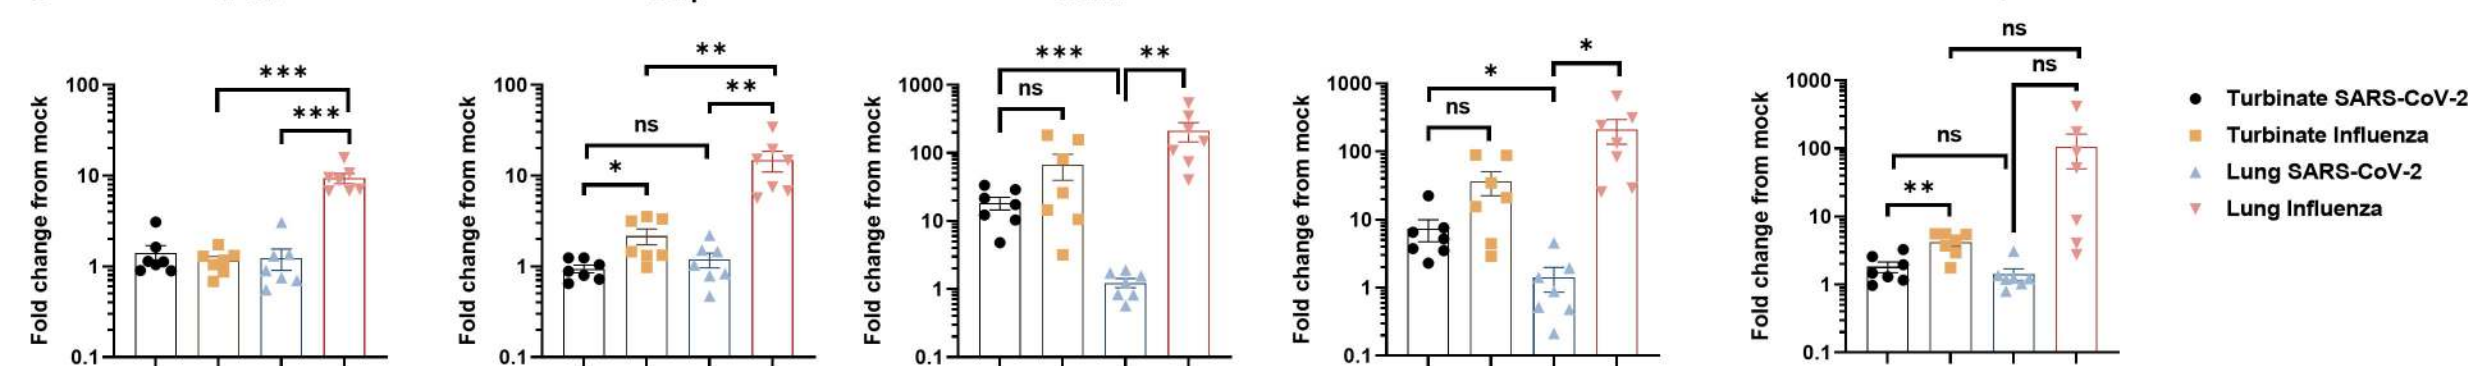 ***
***
100
10
1
0.1
Fold change from mock
**
**
ns
*
100
10
1
0.1
Fold change from mock
***
**
ns
1000
100
10
1
0.1
Fold change from mock
*
*
ns
1000
100
10
1
0.1
Fold change from mock
ns
ns
ns
**
1000
100
10
1
0.1
Fold change from mock
Turbinate SARS-CoV-2
Turbinate Influenza
Lung SARS-CoV-2
Lung Influenza